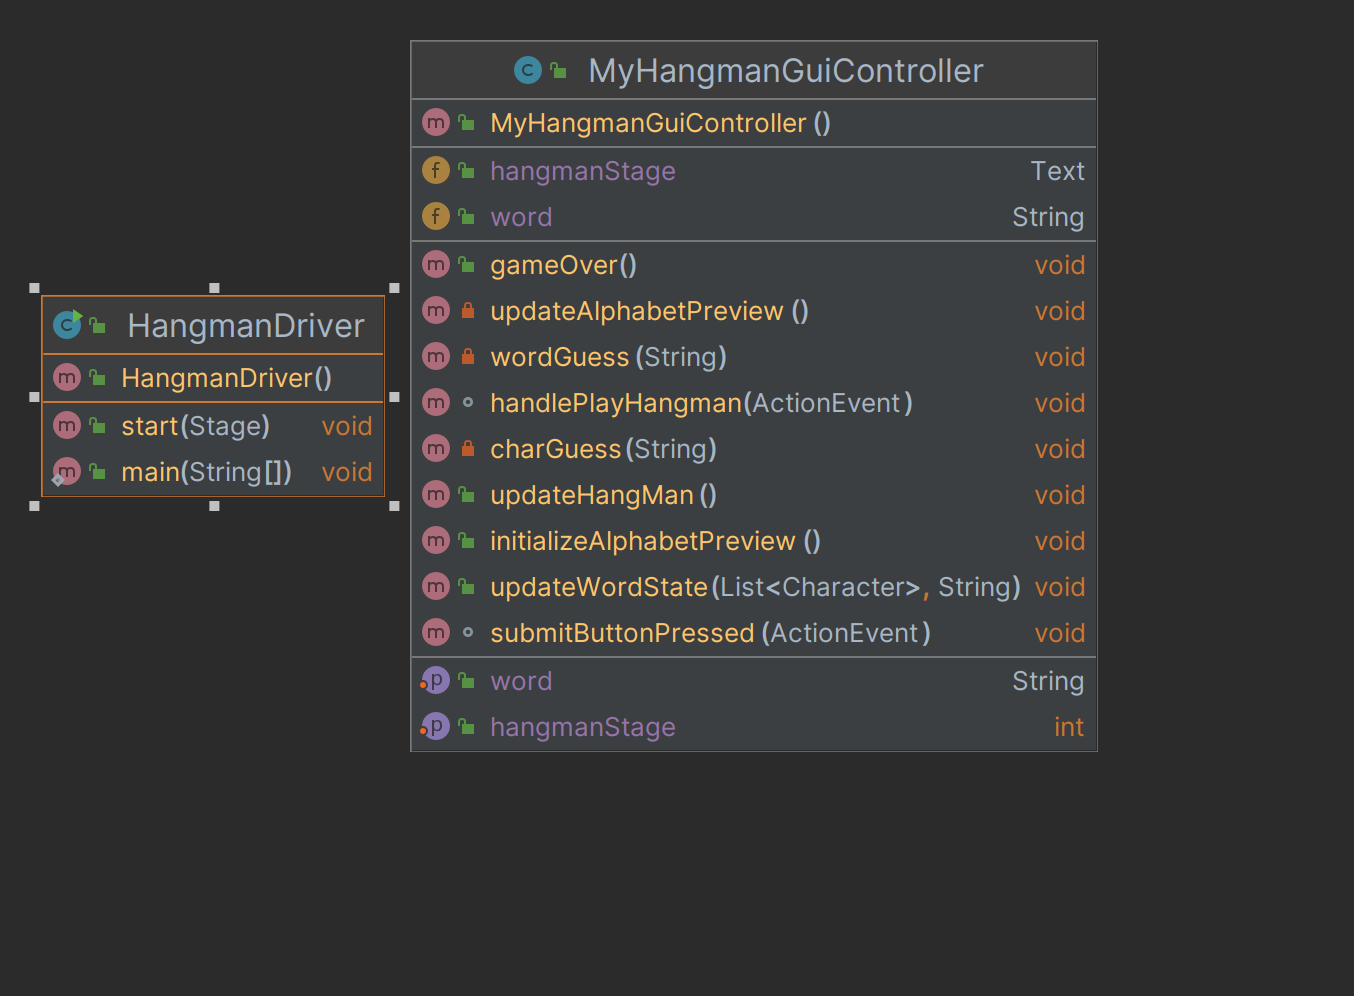 HangmanDriver
HangmanDriver()
start(Stage) void
main(String[]) void
MyHangmanGuiController
MyHangmanGuiController()
hangmanStage Text
word String
gameOver() void
updateAlphabetPreview() void
wordGuess(String) void
handlePlayHangman(ActionEvent) void
charGuess(String) void
updateHangMan() void
initializeAlphabetPreview() void
updateWordState(List<Character>, String) void
submitButtonPressed(ActionEvent) void
word String
hangmanStage int